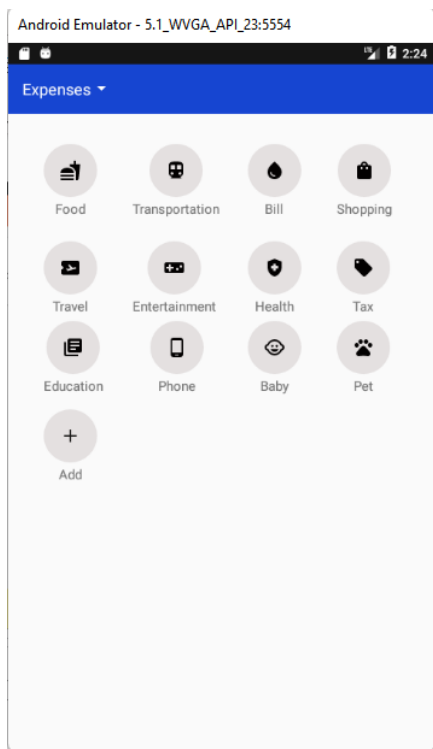 Android Emulator - 5.1_WVGA_API_23:5554
LTE 2:24
Expenses
Food Transportation Bill Shopping
Travel Entertainment Health Tax
Education Phone Baby Pet
Add